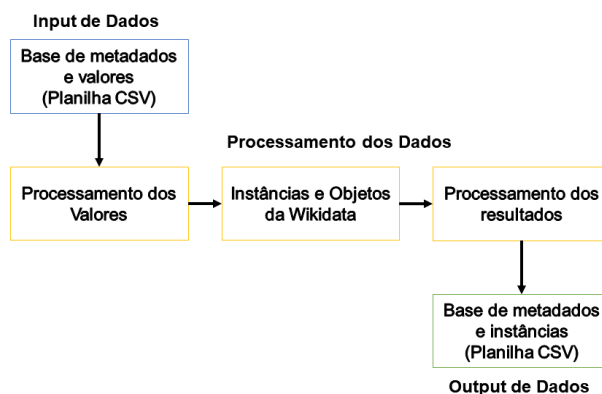 Input de Dados
Base de metadados
e valores
(Planilha CSV)
Processamento dos Dados
Processamento dos
Valores
Instâncias e Objetos
da Wikidata
Processamento dos
resultados
Base de metadados
e instâncias
(Planilha CSV)
Output de Dados